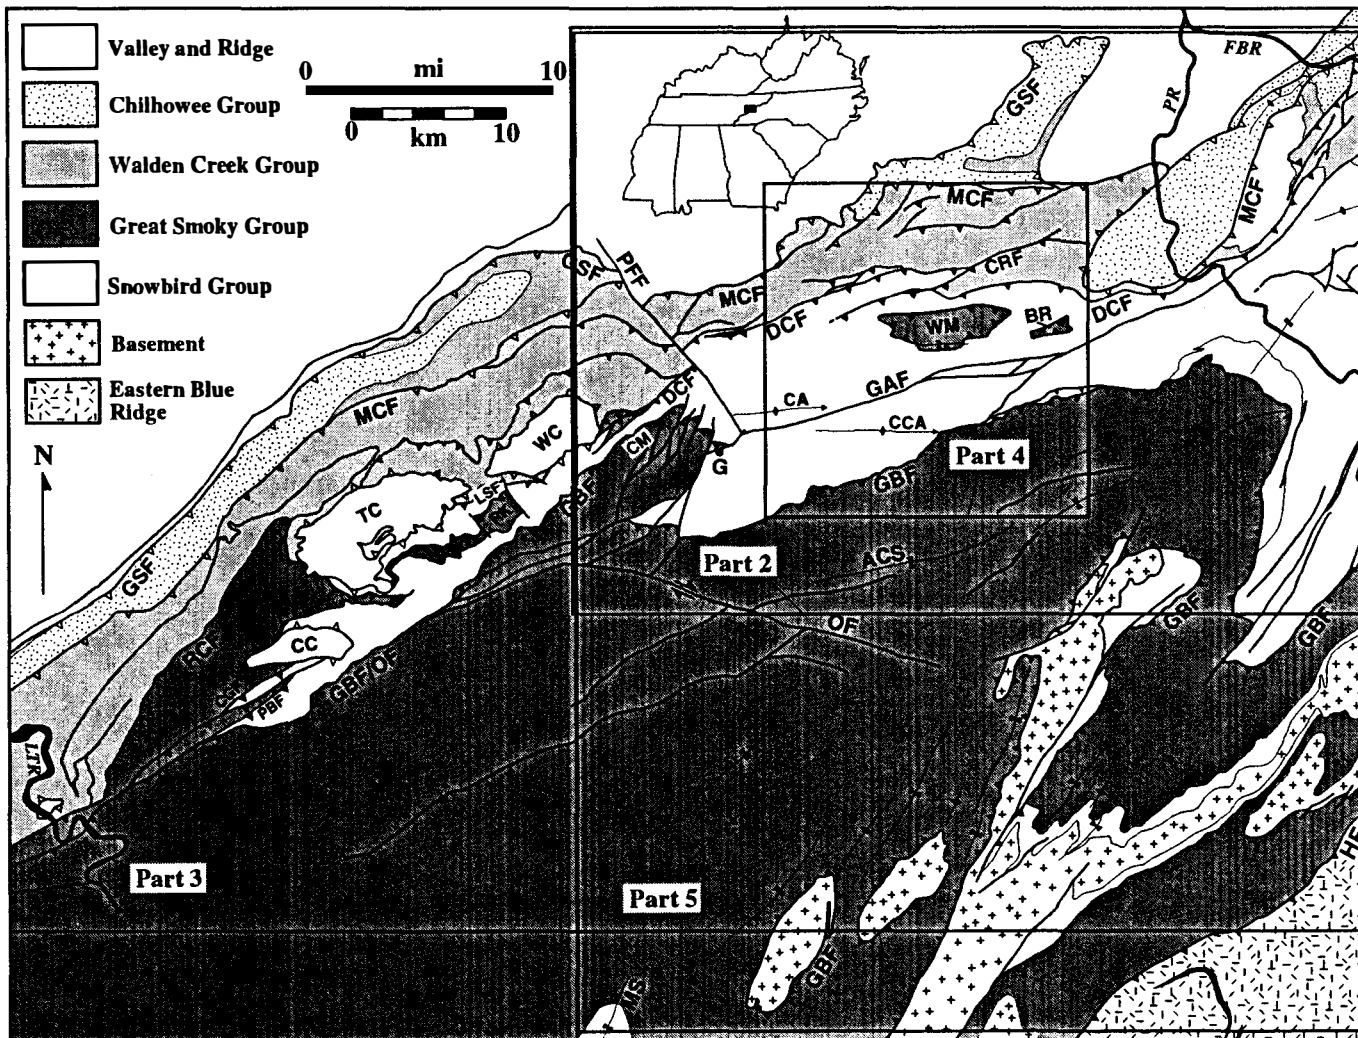 Valley and Ridge
Chilhowee Group
Walden Creek Group
Great Smoky Group
Snowbird Group
Basement
Eastern Blue
Ridge
0 mi 10
0 km 10
N
GSF
FBR
PR
MCF
MCF
GSF
PFF
MCF
CRF
DCF
WM
BR
DCF
GAF
CA
CCA
MCF
DCF
WC
CM
G
GBF
GBF
Part 4
TC
LSF
Part 2
ACS
GSF
RCF
CC
OF
GBF
GBF
GBF/OF
PBF
LTR
Part 3
Part 5
GBF
MS
HF